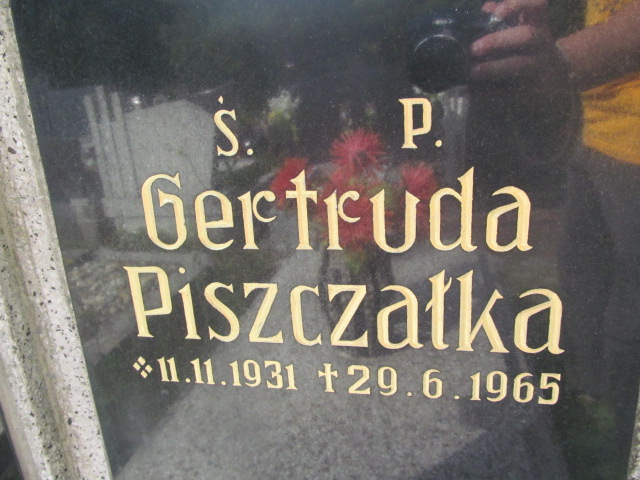 Ś. P.
Gertruda
Piszczałka
⁘ 11.11.1931 ✝ 29.6.1965